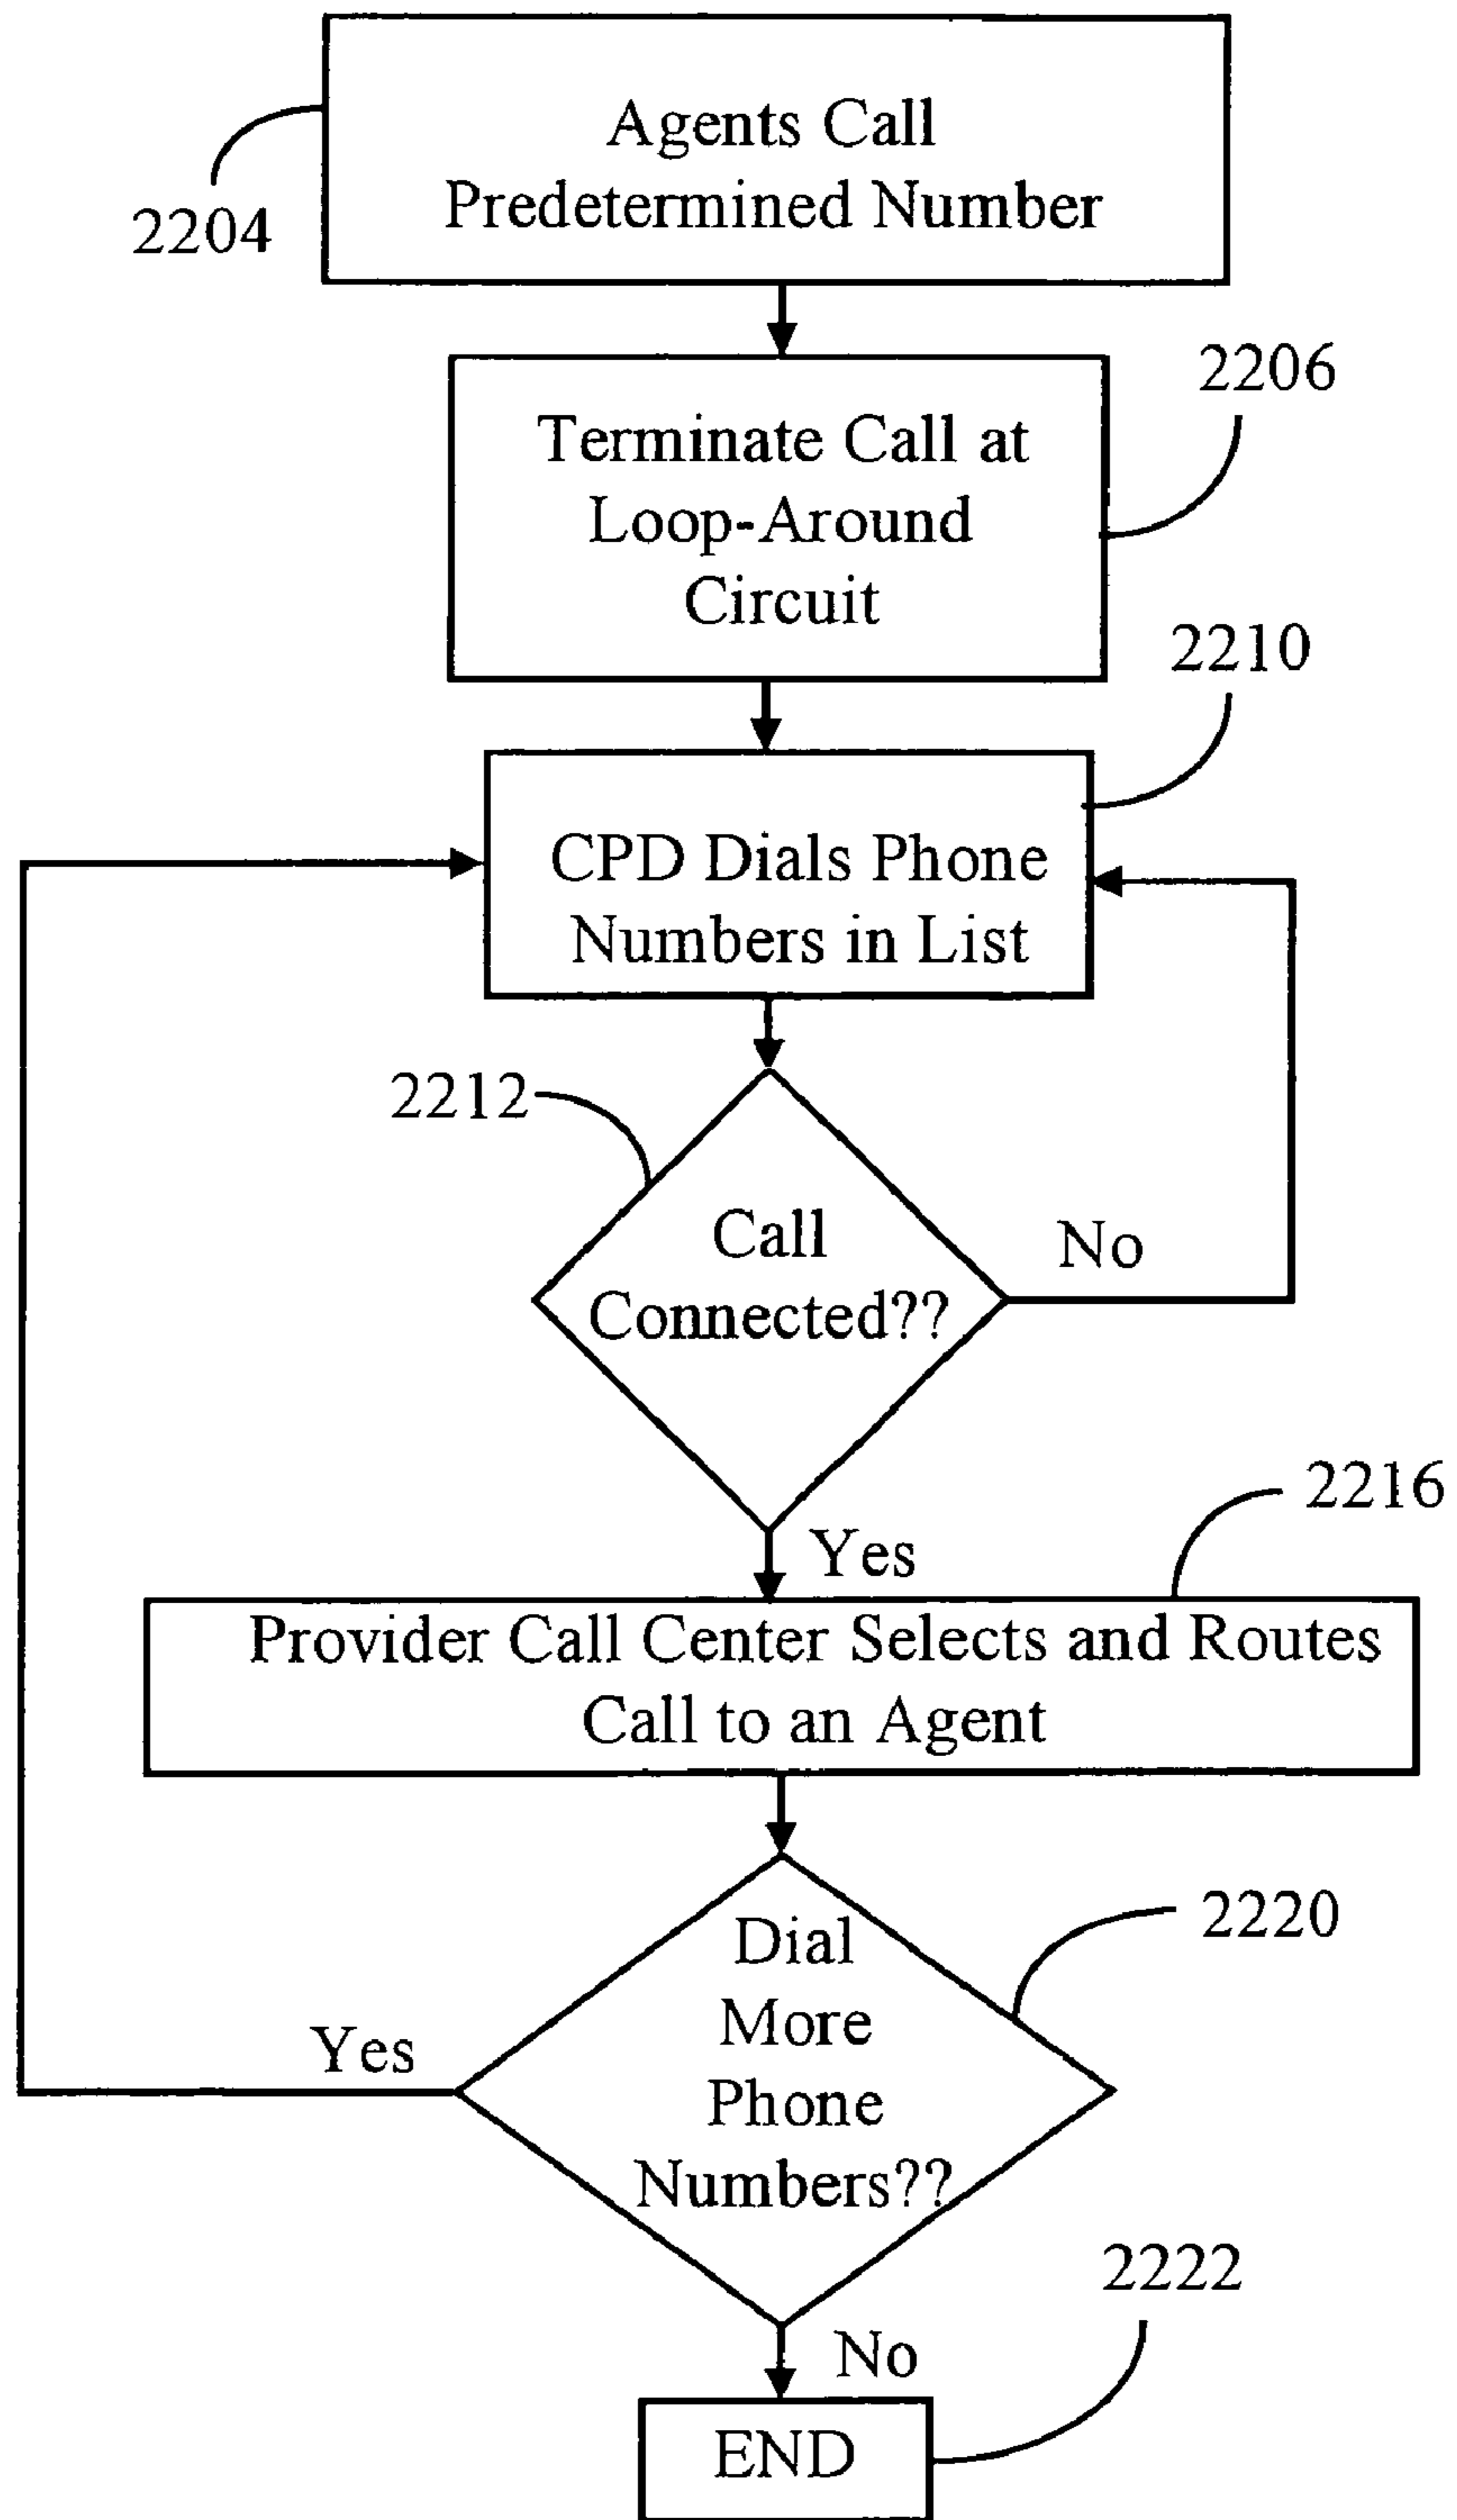 Agents Call
Predetermined Number
2204
Terminate Call at
Loop-Around
Circuit
2206
2210
CPD Dials Phone
Numbers in List
2212
Call
Connected??
No
Yes
2216
Provider Call Center Selects and Routes
Call to an Agent
2220
Dial
More
Phone
Numbers??
Yes
No
2222
END